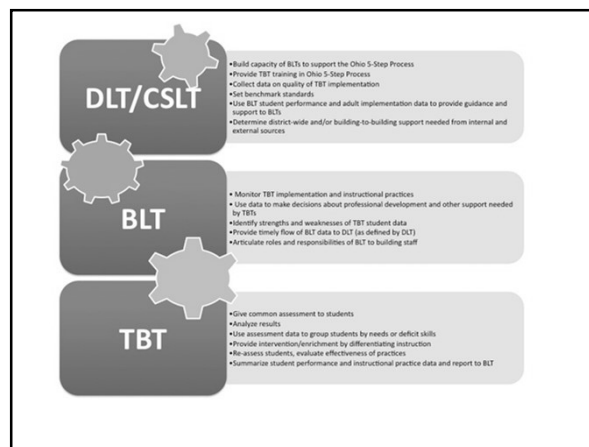 DLT/CSLT
•Build capacity of BLTs to support the Ohio 5-Step Process
•Provide TBT training in Ohio 5-Step Process
•Collect data on quality of TBT implementation
•Set benchmark standards
•Use BLT student performance and adult implementation data to provide guidance and
support to BLTs
•Determine district-wide and/or building-to-building support needed from internal and
external sources
BLT
• Monitor TBT implementation and instructional practices
• Use data to make decisions about professional development and other support needed
by TBTs
•Identify strengths and weaknesses of TBT student data
•Provide timely flow of BLT data to DLT (as defined by DLT)
•Articulate roles and responsibilities of BLT to building staff
TBT
•Give common assessment to students
•Analyze results
•Use assessment data to group students by needs or deficit skills
•Provide intervention/enrichment by differentiating instruction
•Re-assess students, evaluate effectiveness of practices
•Summarize student performance and instructional practice data and report to BLT